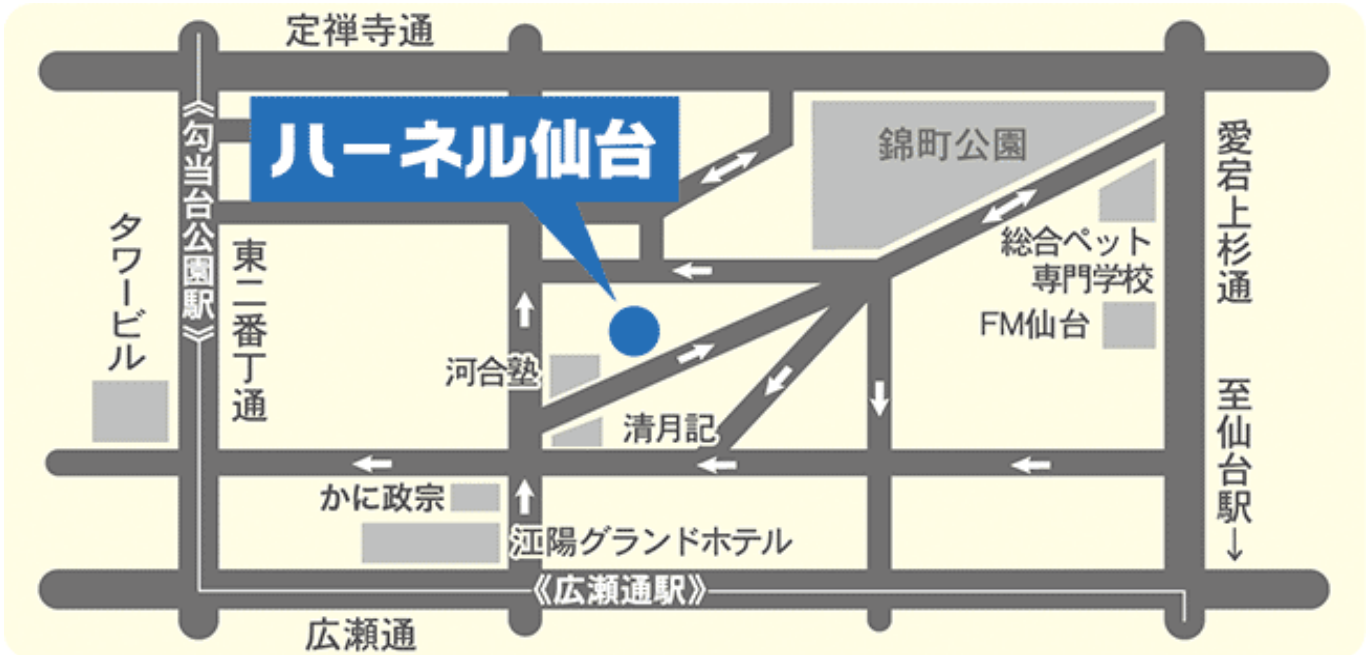 定禅寺通
《勾当台公園駅》
ハーネル仙台
錦町公園
愛宕上杉通
タワービル
東二番丁通
総合ペット
専門学校
FM仙台
河合塾
清月記
至仙台駅↓
かに政宗
江陽グランドホテル
《広瀬通駅》
広瀬通